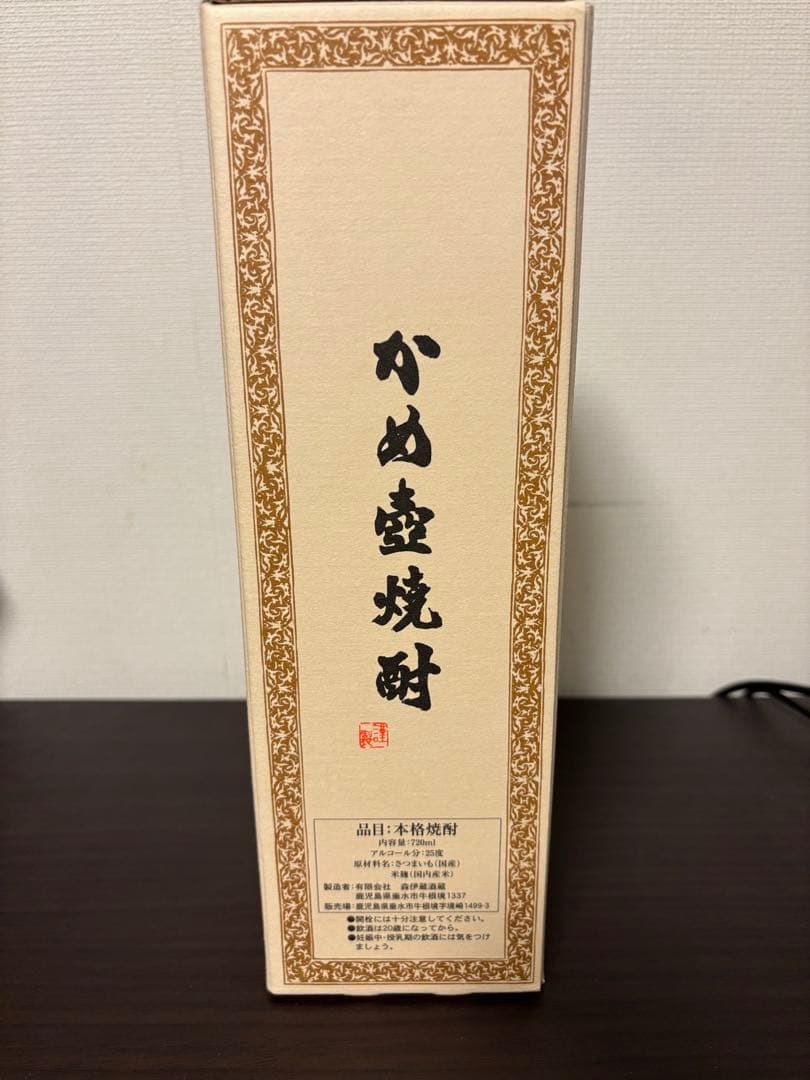 かめ壺焼酎
品目：本格焼酎
内容量：720ml
アルコール分：25度
原材料名：さつまいも（国産）
米麹（国内産米）
製造者：有限会社　森伊蔵酒蔵
鹿児島県垂水市牛根境1337
販売場：鹿児島県垂水市牛根境字境崎1499-3
●開栓には十分注意してください。
●飲酒は20歳になってから。
●妊娠中・授乳期の飲酒には気をつけ
ましょう。